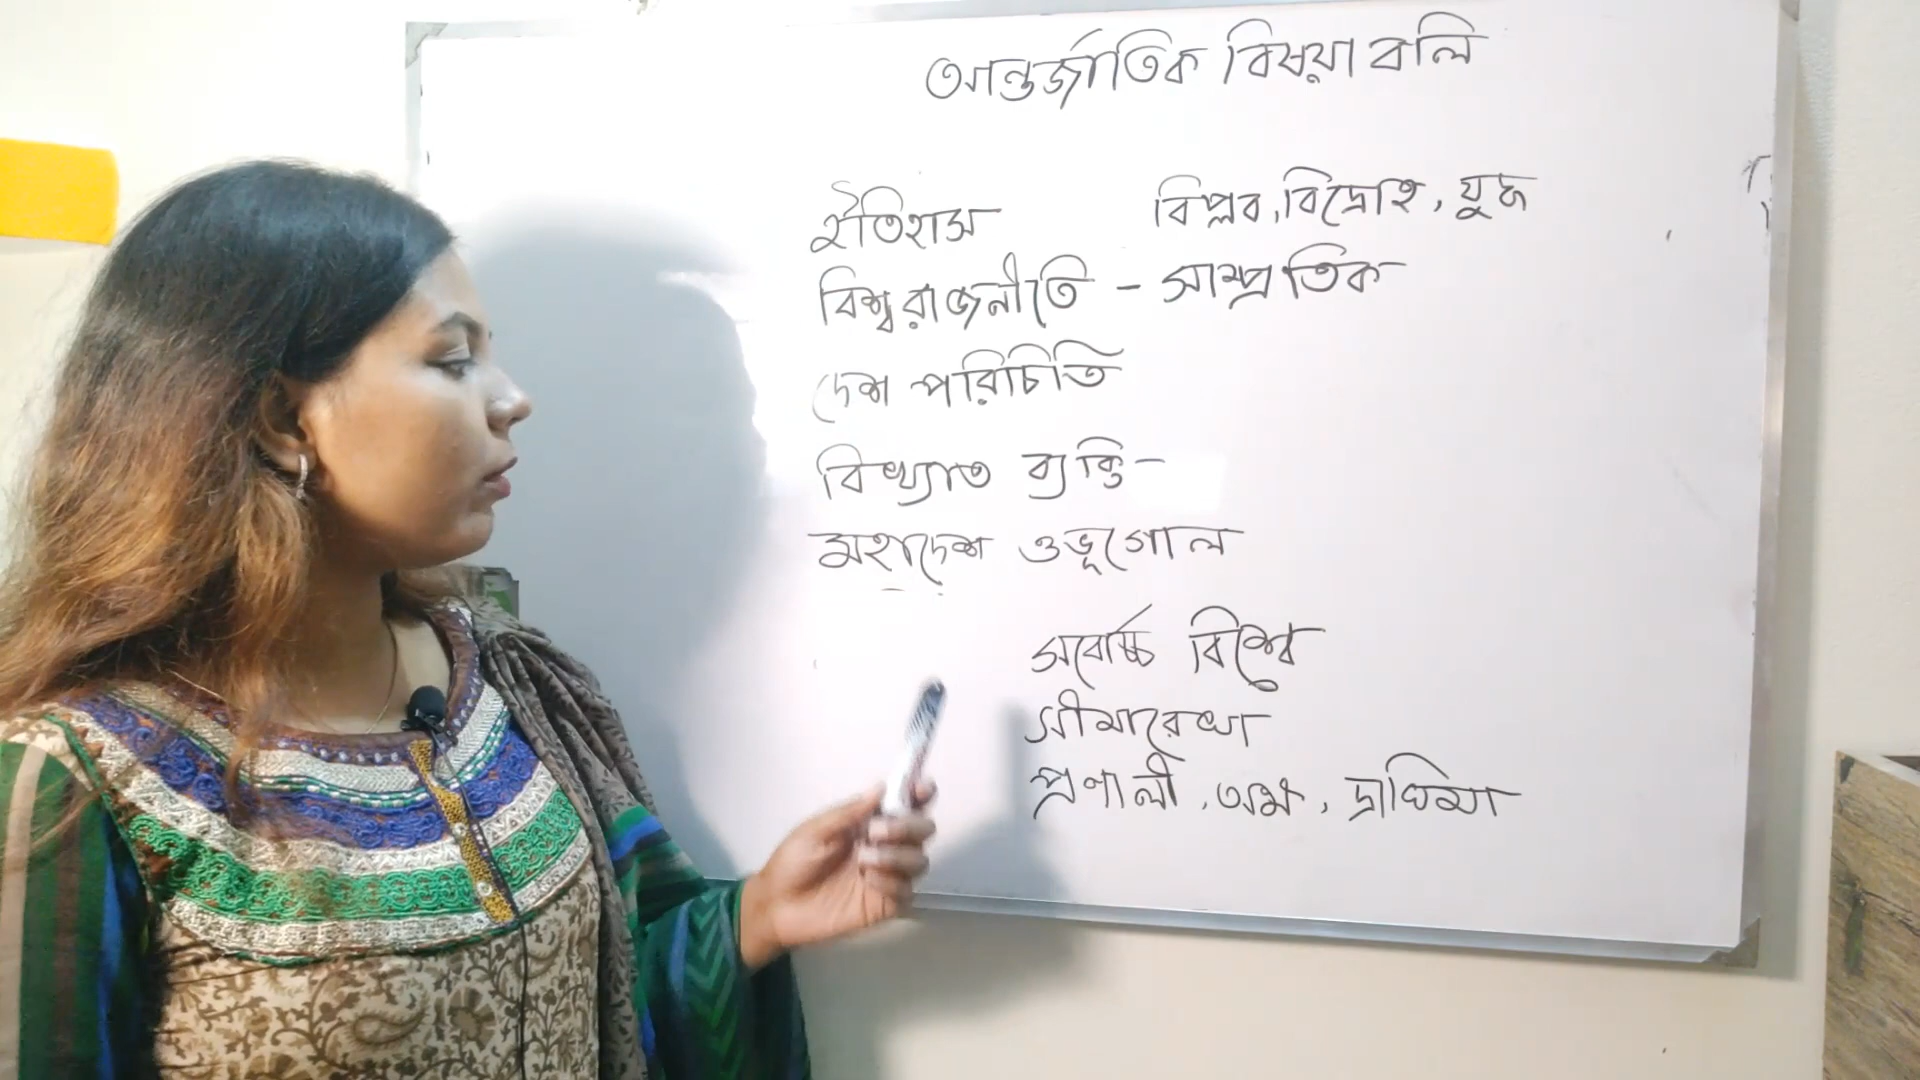 আন্তর্জাতিক বিষয়াবলি
ইতিহাস বিপ্লব, বিদ্রোহ, যুদ্ধ
বিশ্বরাজনীতি - সাম্প্রতিক
দেশ পরিচিতি
বিখ্যাত ব্যক্তি -
মহাদেশ ও ভূগোল
সর্বোচ্চ বিশ্বে
সীমারেখা
প্রণালী, অক্ষ, দ্রাঘিমা